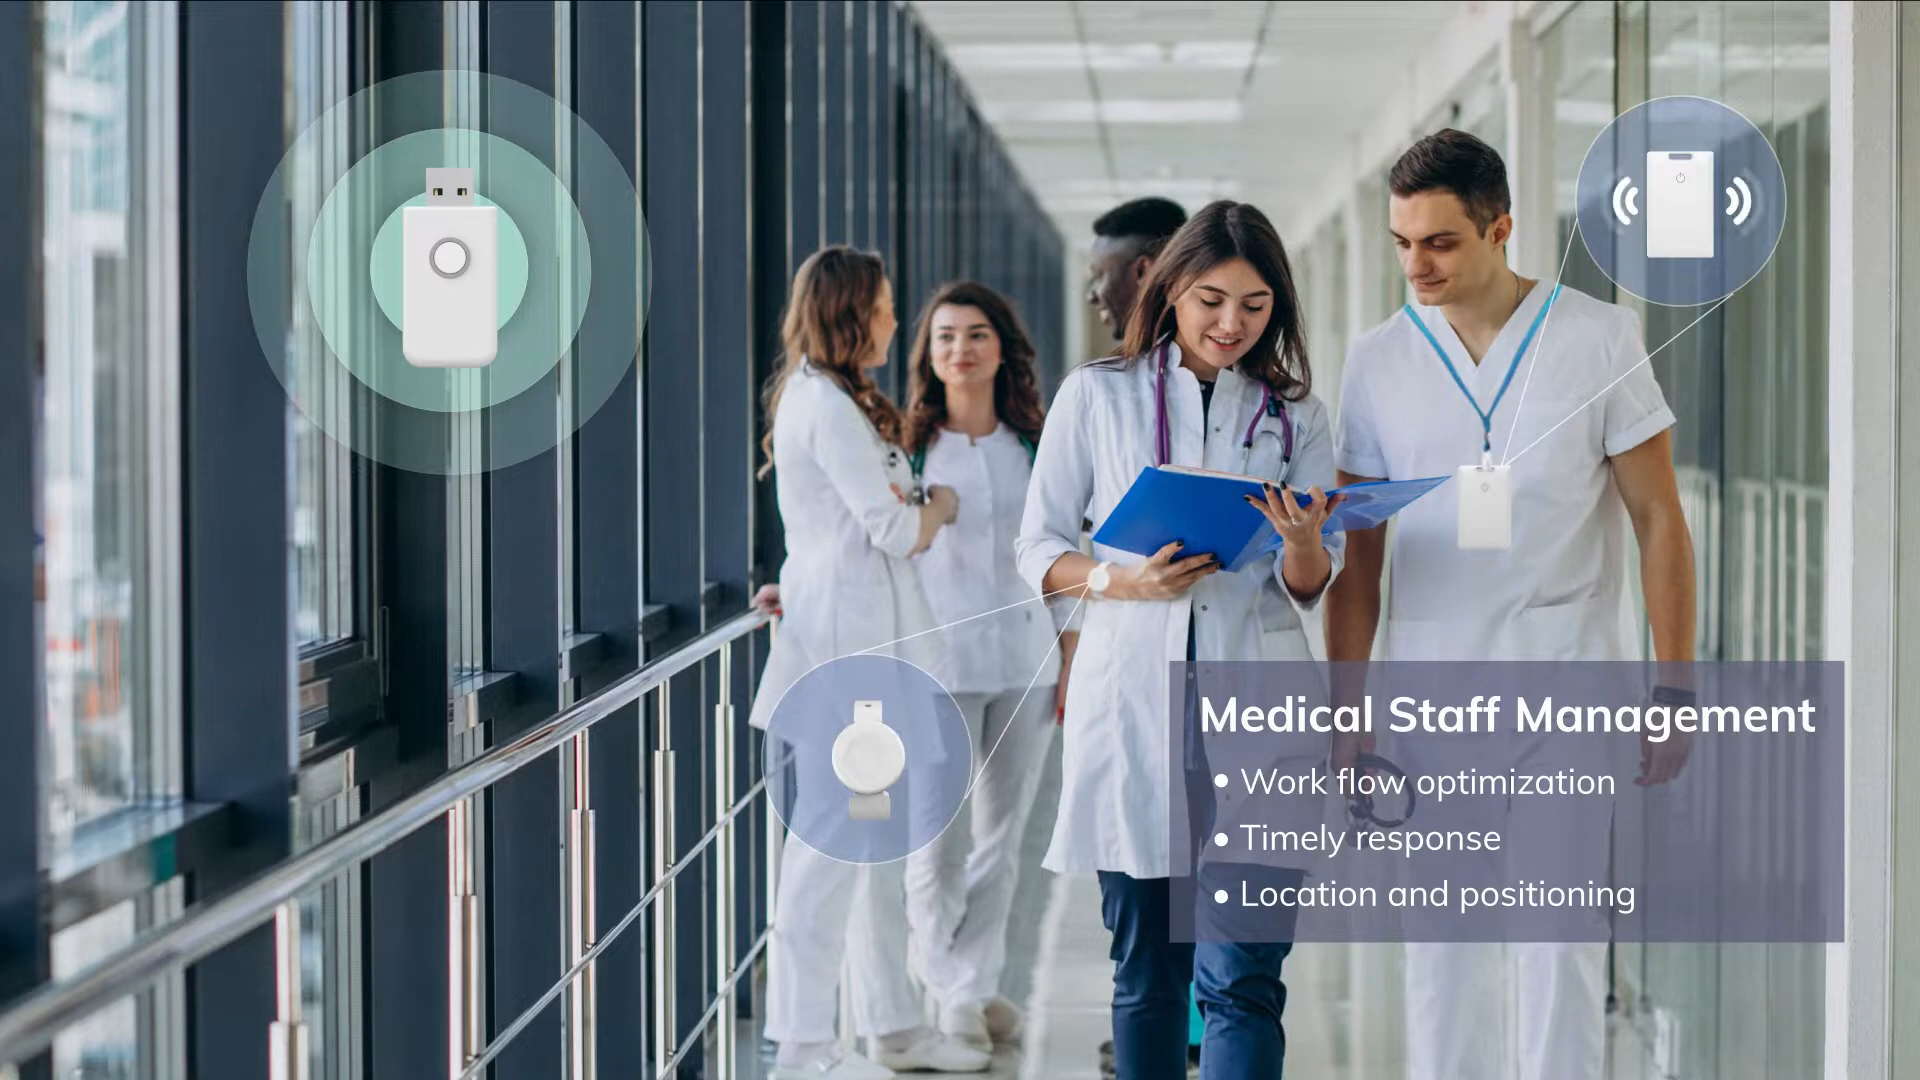 Medical Staff Management
• Work flow optimization
• Timely response
• Location and positioning